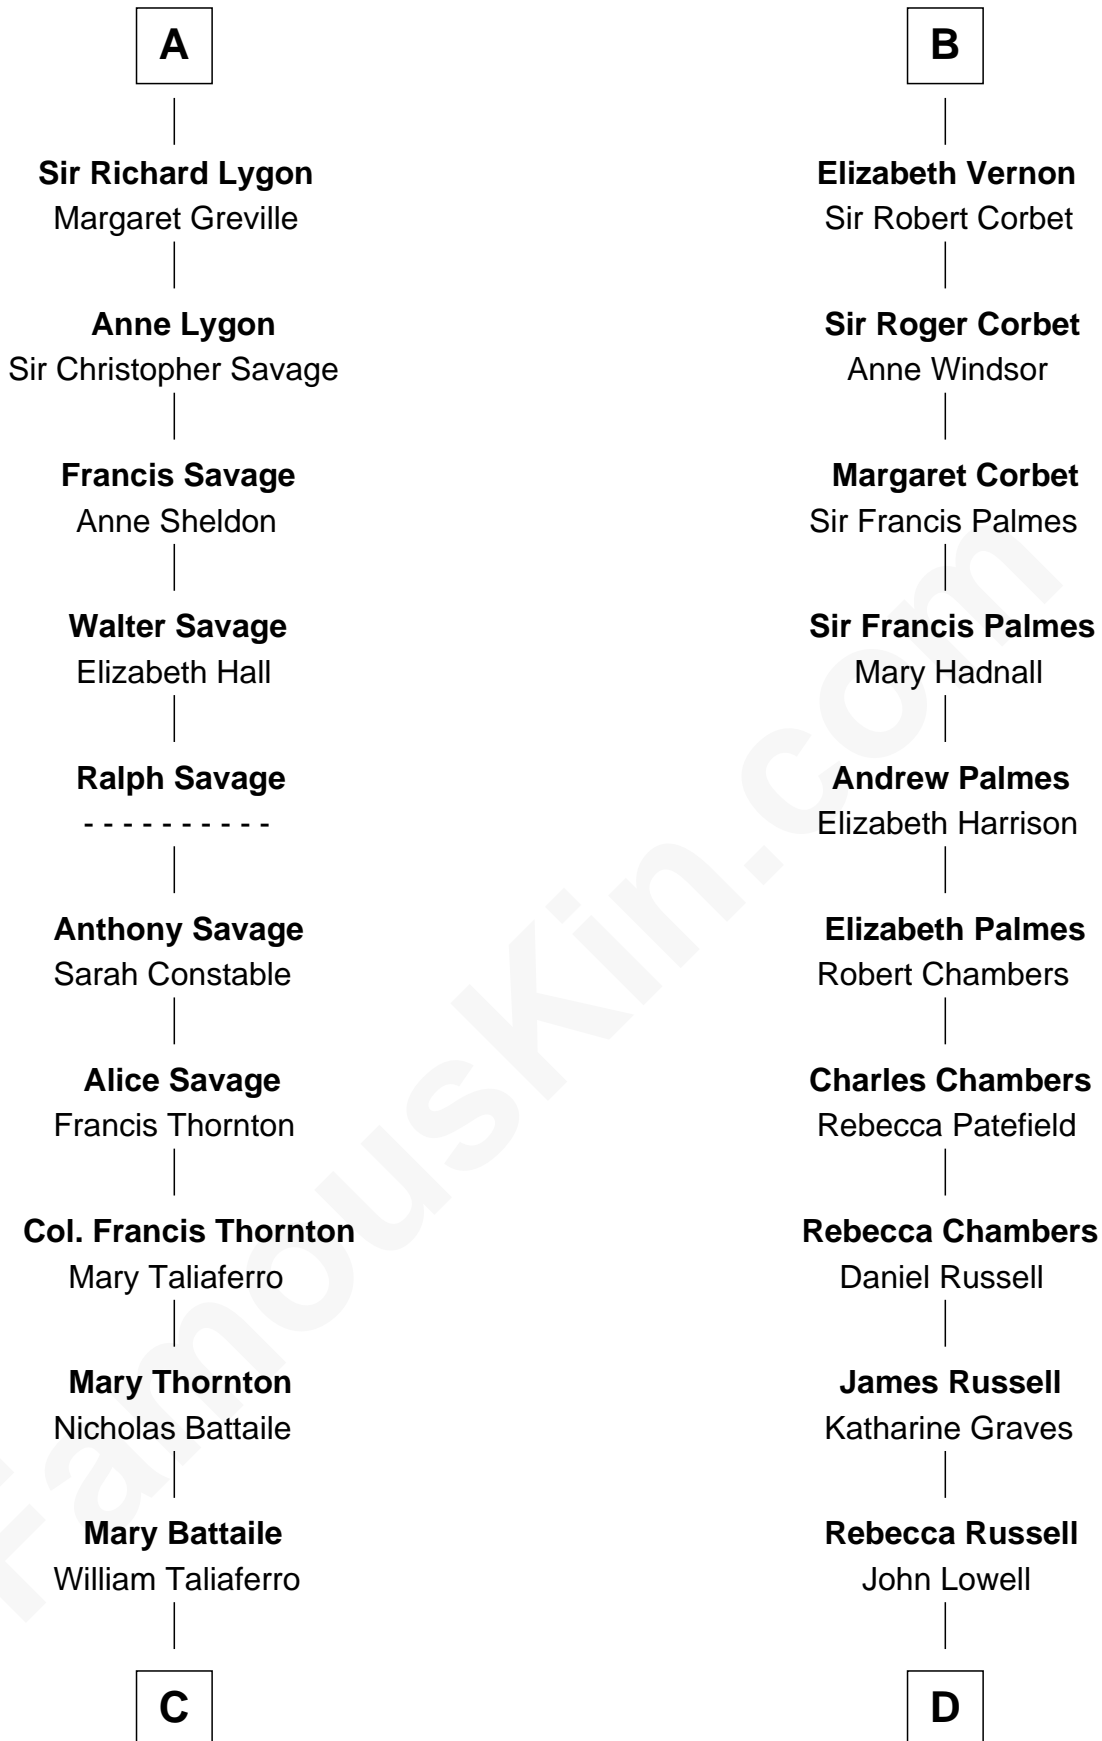 A
Sir Richard Lygon
Margaret Greville
Anne Lygon
Sir Christopher Savage
Francis Savage
Anne Sheldon
Walter Savage
Elizabeth Hall
Ralph Savage
- - - - - - - - - -
Anthony Savage
Sarah Constable
Alice Savage
Francis Thornton
Col. Francis Thornton
Mary Taliaferro
Mary Thornton
Nicholas Battaile
Mary Battaile
William Taliaferro
C
B
Elizabeth Vernon
Sir Robert Corbet
Sir Roger Corbet
Anne Windsor
Margaret Corbet
Sir Francis Palmes
Sir Francis Palmes
Mary Hadnall
Andrew Palmes
Elizabeth Harrison
Elizabeth Palmes
Robert Chambers
Charles Chambers
Rebecca Patefield
Rebecca Chambers
Daniel Russell
James Russell
Katharine Graves
Rebecca Russell
John Lowell
D
FamousKin.com